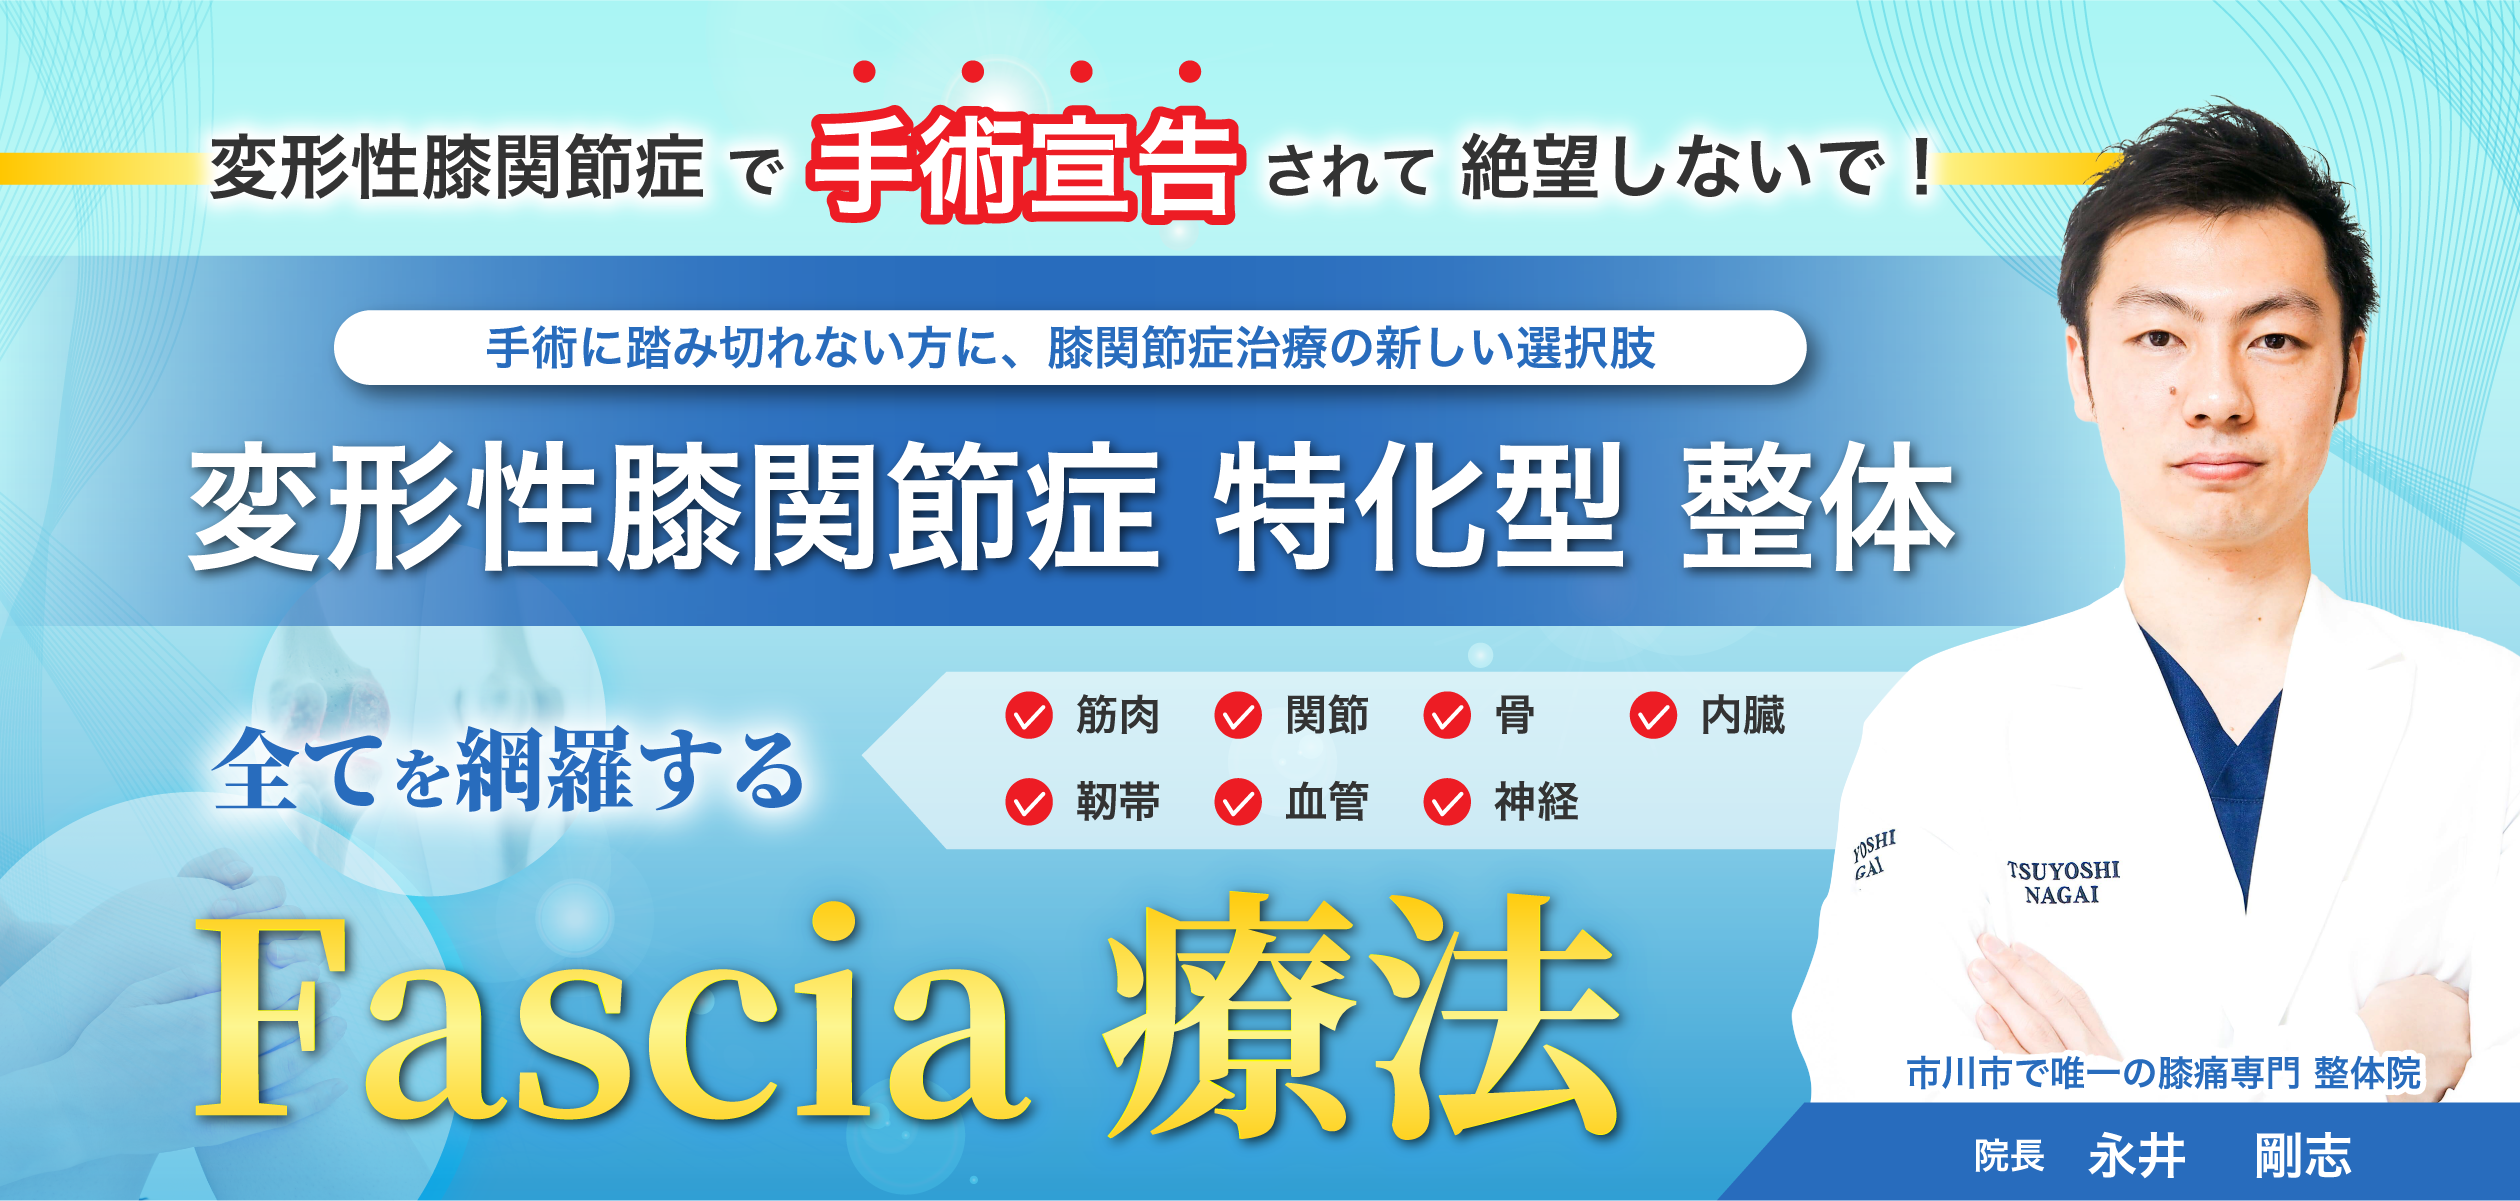 変形性膝関節症 で 手術宣告 されて 絶望しないで！
手術に踏み切れない方に、膝関節症治療の新しい選択肢
変形性膝関節症 特化型 整体
全てを網羅する
筋肉 関節 骨 内臓
靭帯 血管 神経
Fascia 療法
YOSHI
GAI
TSUYOSHI
NAGAI
市川市で唯一の膝痛専門 整体院
院長 永井 剛志